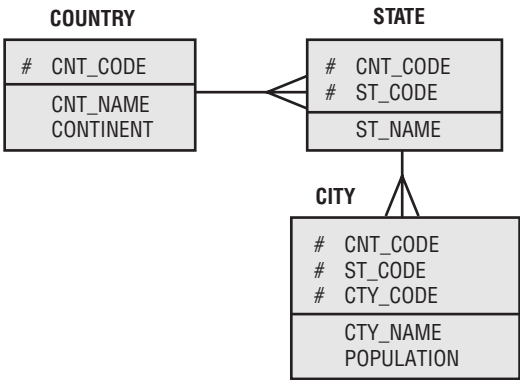 COUNTRY
# CNT_CODE
CNT_NAME
CONTINENT
STATE
# CNT_CODE
# ST_CODE
ST_NAME
CITY
# CNT_CODE
# ST_CODE
# CTY_CODE
CTY_NAME
POPULATION